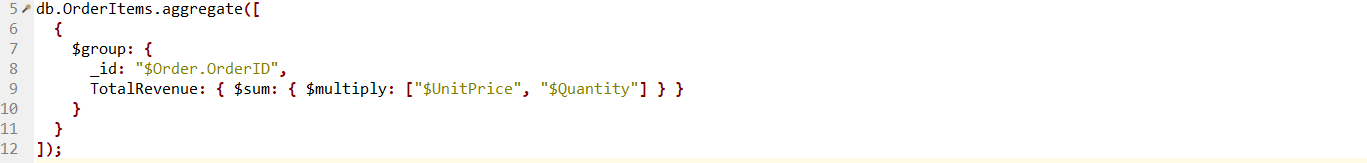 5 db.OrderItems.aggregate([
6   {
7     $group: {
8       _id: "$Order.OrderID",
9       TotalRevenue: { $sum: { $multiply: ["$UnitPrice", "$Quantity"] } }
10     }
11   }
12 ]);